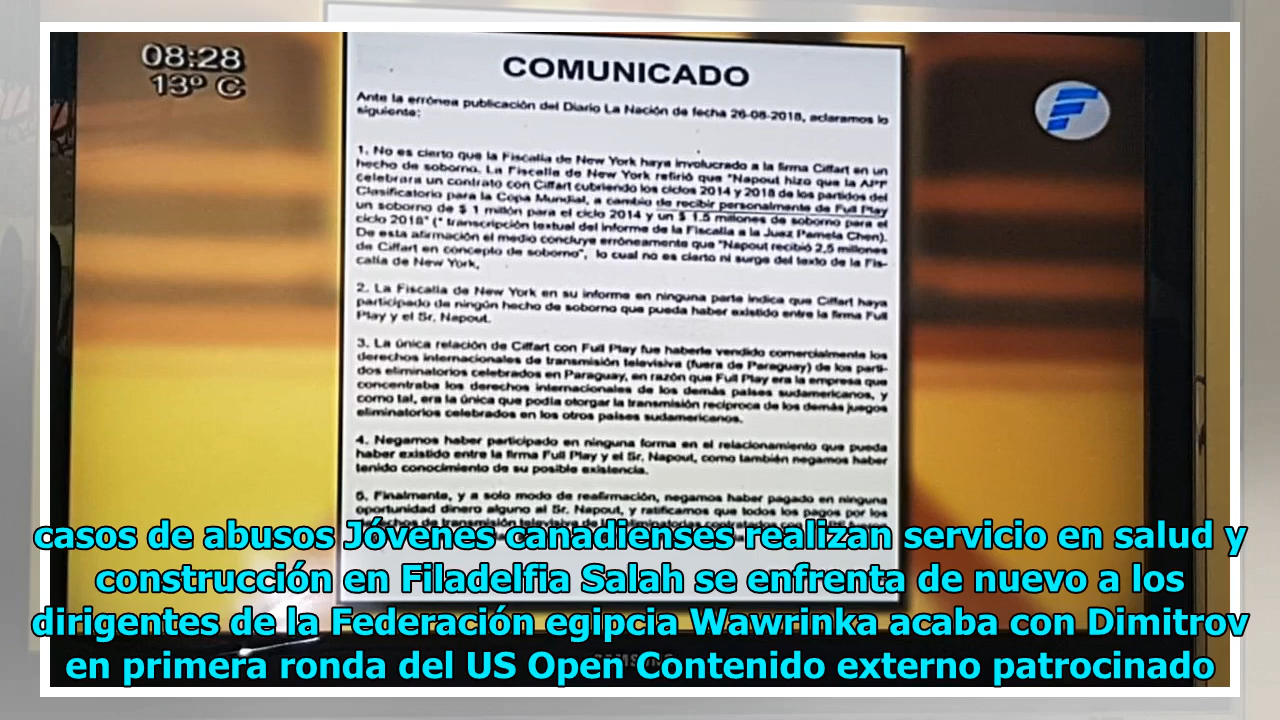 08:28
13º C
COMUNICADO
Ante la errónea publicación del Diario La Nación de fecha 26-08-2018, aclaramos lo
siguiente:
1. No es cierto que la Fiscalía de New York haya involucrado a la firma Ciffart en un
hecho de soborno. La Fiscalía de New York refirió que "Napout hizo que la APF
celebrara un contrato con Ciffart cubriendo los ciclos 2014 y 2018 de los partidos del
Clasificatorio para la Copa Mundial, a cambio de recibir personalmente de Full Play
un soborno de $ 1 millón para el ciclo 2014 y un $ 1.5 millones de soborno para el
ciclo 2018" (* transcripción textual del informe de la Fiscalía a la Juez Pamela Chen).
De esta afirmación el medio concluye erróneamente que "Napout recibió 2,5 millones
de Ciffart en concepto de soborno", lo cual no es cierto ni surge del texto de la Fis-
calía de New York.
2. La Fiscalía de New York en su informe en ninguna parte indica que Ciffart haya
participado de ningún hecho de soborno que pueda haber existido entre la firma Full
Play y el Sr. Napout.
3. La única relación de Ciffart con Full Play fue haberle vendido comercialmente los
derechos internacionales de transmisión televisiva (fuera de Paraguay) de los parti-
dos eliminatorios celebrados en Paraguay, en razón que Full Play era la empresa que
concentraba los derechos internacionales de los demás países sudamericanos, y
como tal, era la única que podía otorgar la transmisión recíproca de los demás juegos
eliminatorios celebrados en los otros países sudamericanos.
4. Negamos haber participado en ninguna forma en el relacionamiento que pueda
haber existido entre la firma Full Play y el Sr. Napout, como también negamos haber
tenido conocimiento de su posible existencia.
5. Finalmente, y a solo modo de reafirmación, negamos haber pagado en ninguna
oportunidad dinero alguno al Sr. Napout, y ratificamos que todos los pagos por los
casos de abusos Jóvenes canadienses realizan servicio en salud y
construcción en Filadelfia Salah se enfrenta de nuevo a los
dirigentes de la Federación egipcia Wawrinka acaba con Dimitrov
en primera ronda del US Open Contenido externo patrocinado